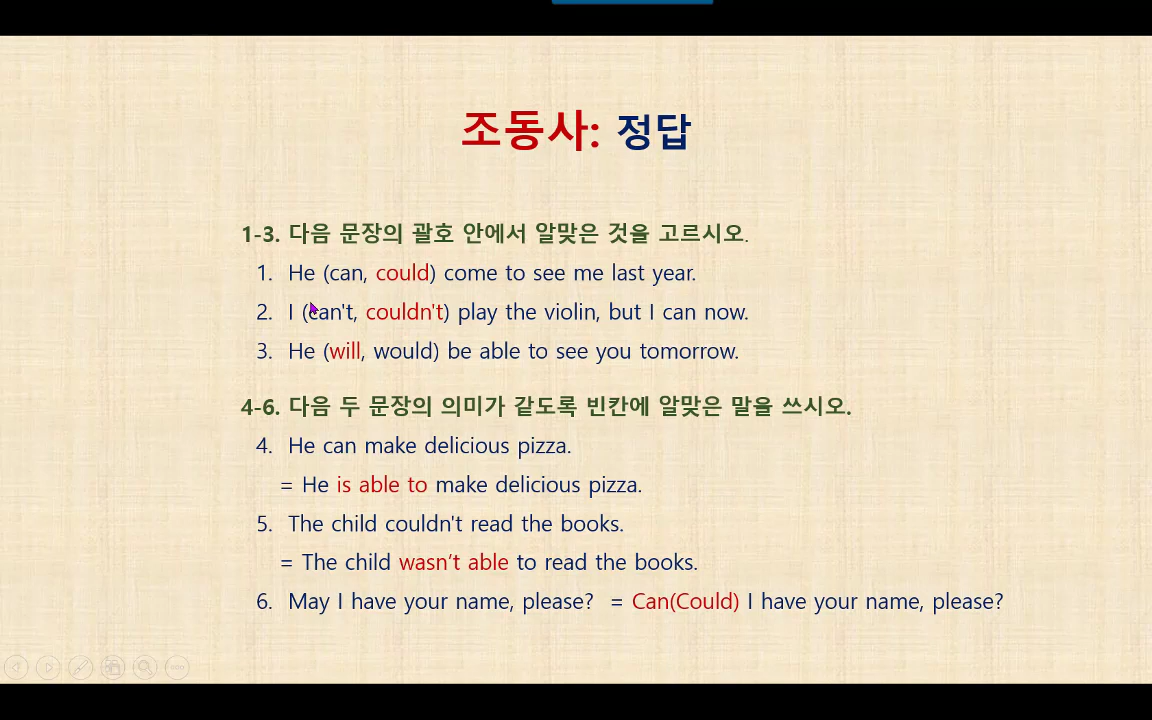 조동사: 정답
1-3. 다음 문장의 괄호 안에서 알맞은 것을 고르시오.
1. He (can, could) come to see me last year.
2. I (can't, couldn't) play the violin, but I can now.
3. He (will, would) be able to see you tomorrow.
4-6. 다음 두 문장의 의미가 같도록 빈칸에 알맞은 말을 쓰시오.
4. He can make delicious pizza.
= He is able to make delicious pizza.
5. The child couldn't read the books.
= The child wasn’t able to read the books.
6. May I have your name, please? = Can(Could) I have your name, please?